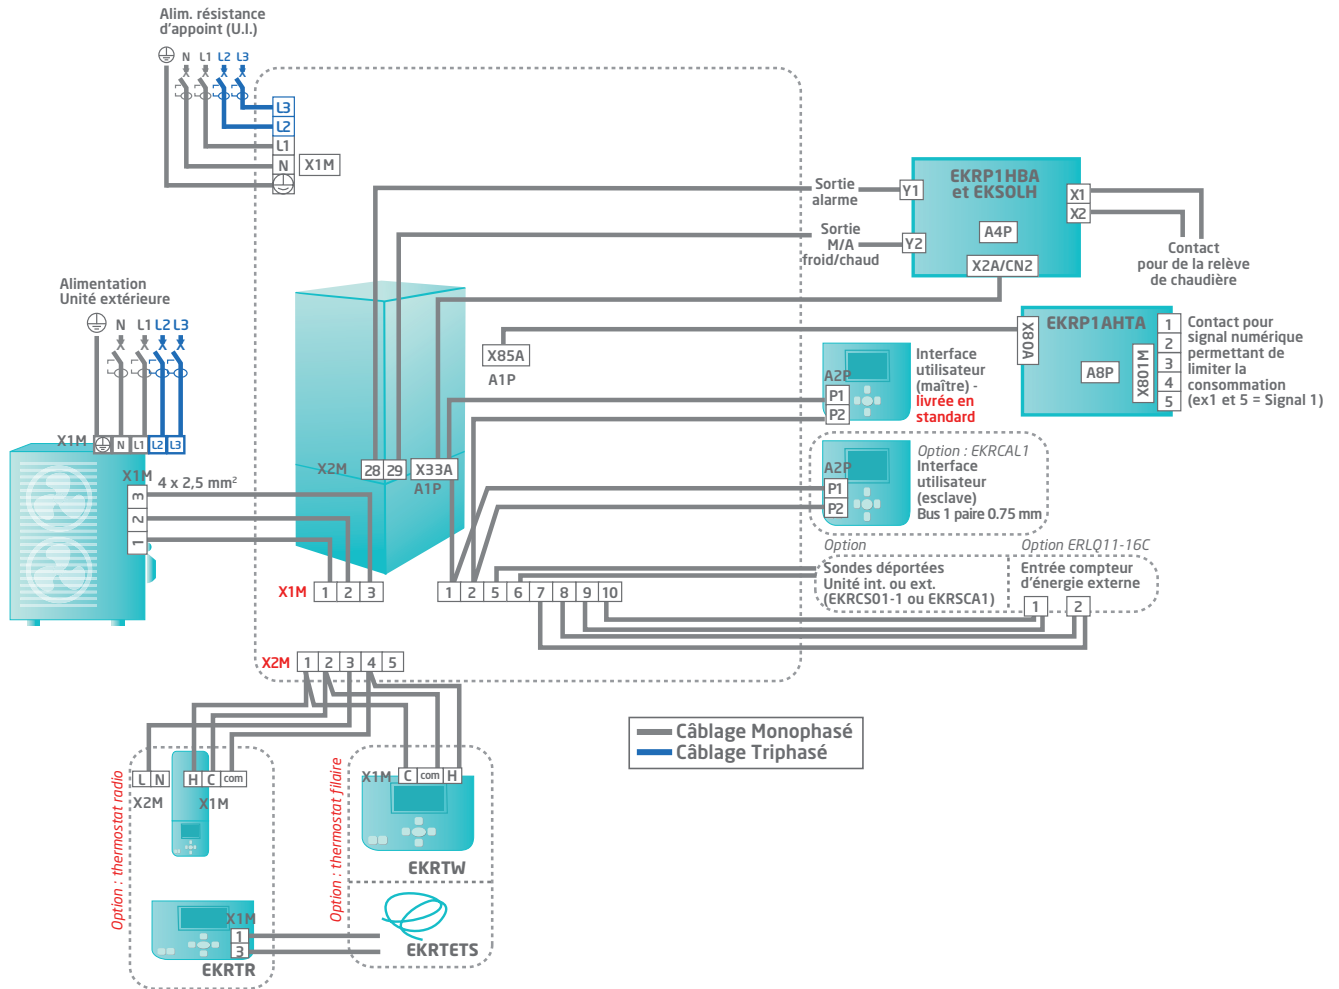 Alim. résistance
d'appoint (U.I.)
N L1 L2 L3
L3
L2
L1
N
X1M
Sortie
alarme
Y1
EKRP1HBA
et EKSOLH
X1
X2
A4P
Sortie
M/A
froid/chaud
Y2
X2A/CN2
Contact
pour de la relève
de chaudière
Alimentation
Unité extérieure
N L1 L2 L3
X1M N L1 L2 L3
X85A
A1P
X80A
EKRP1AHTA
A8P
X801M
1
2
3
4
5
Contact pour
signal numérique
permettant de
limiter la
consommation
(ex1 et 5 = Signal 1)
A2P
P1
P2
Interface
utilisateur
(maître) -
livrée en
standard
Option : EKRCAL1
A2P
P1
P2
Interface
utilisateur
(esclave)
Bus 1 paire 0.75 mm
X2M 28 29 X33A
A1P
X1M
3
2
1
4 x 2,5 mm²
X1M 1 2 3
1 2 5 6 7 8 9 10
Option
Sondes déportées
Unité int. ou ext.
(EKRCS01-1 ou EKRSCA1)
Option ERLQ11-16C
Entrée compteur
d'énergie externe
1 2
X2M 1 2 3 4 5
Câblage Monophasé
Câblage Triphasé
Option : thermostat radio
L N
X2M
H C com
X1M
X1M
1
3
EKRTR
Option : thermostat filaire
X1M C com H
EKRTW
EKRTETS